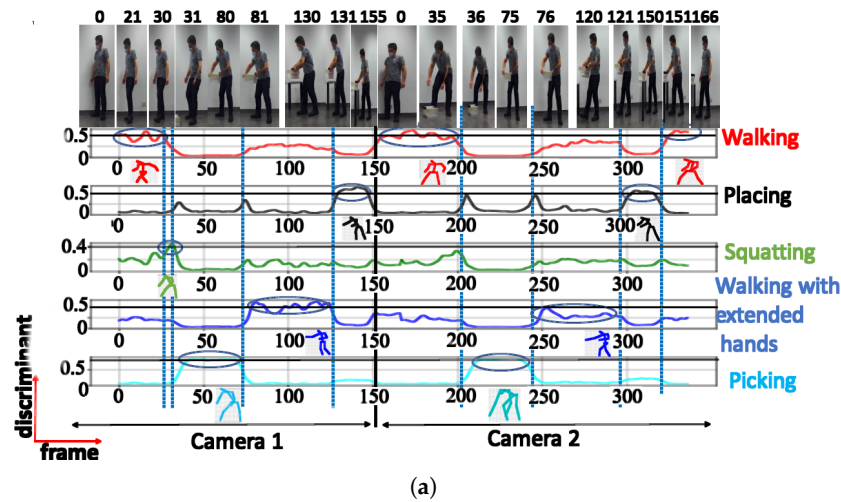 0 21 30 31 80 81 130 131 155 0 35 36 75 76 120 121 150 151166
0.5
0
Walking
0 50 100 150 200 250 300
0.5
0
Placing
0 50 100 150 200 250 300
0.4
0
Squatting
0 50 100 150 200 250 300
0.5
0
Walking with
extended
hands
0 50 100 150 200 250 300
0.5
0
Picking
0 50 100 150 200 250 300
discriminant
frame
Camera 1
Camera 2
(a)